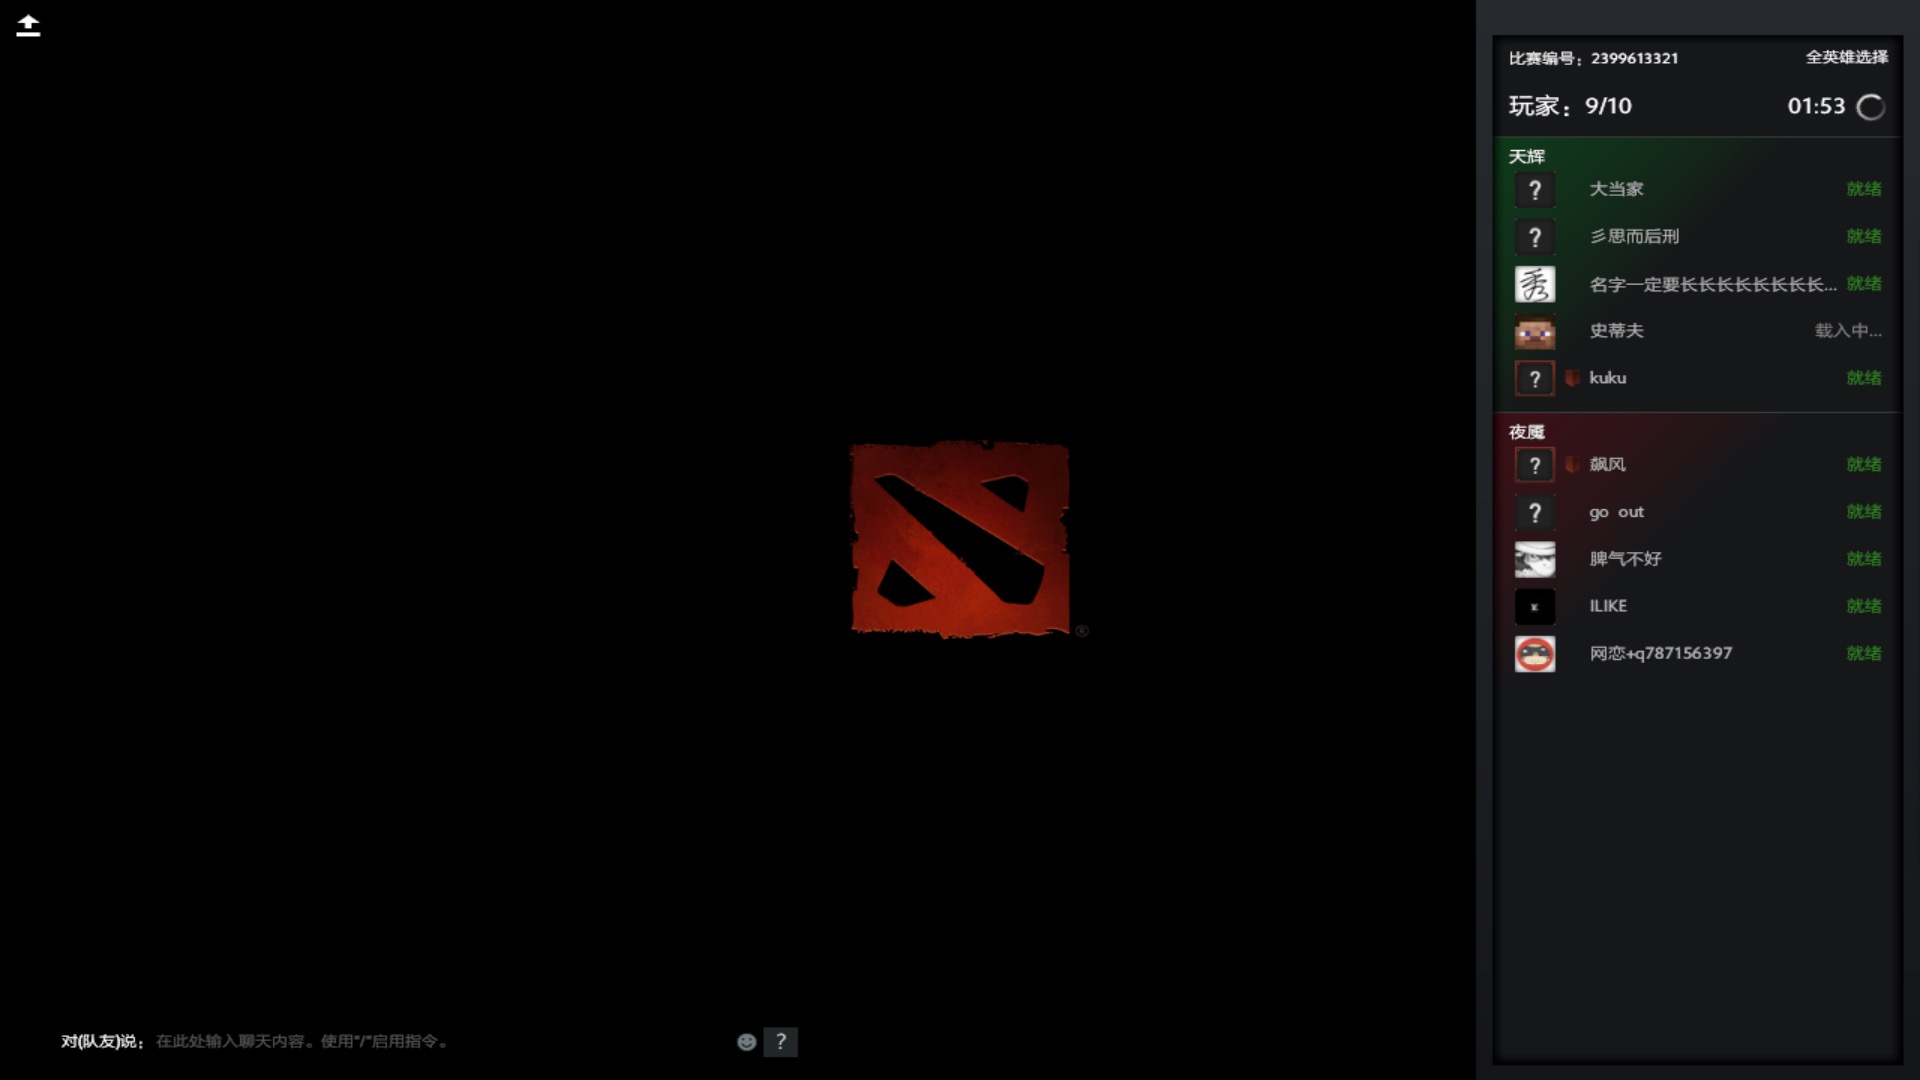 比赛编号：2399613321 全英雄选择
玩家：9/10 01:53
天辉
? 大当家 就绪
? 彡思而后刑 就绪
秀 名字一定要长长长长长长长长... 就绪
史蒂夫 载入中...
? kuku 就绪
夜魇
? 飙风 就绪
? go out 就绪
脾气不好 就绪
ILIKE 就绪
网恋+q787156397 就绪
®
对(队友)说： 在此处输入聊天内容。使用"/"启用指令。 ?